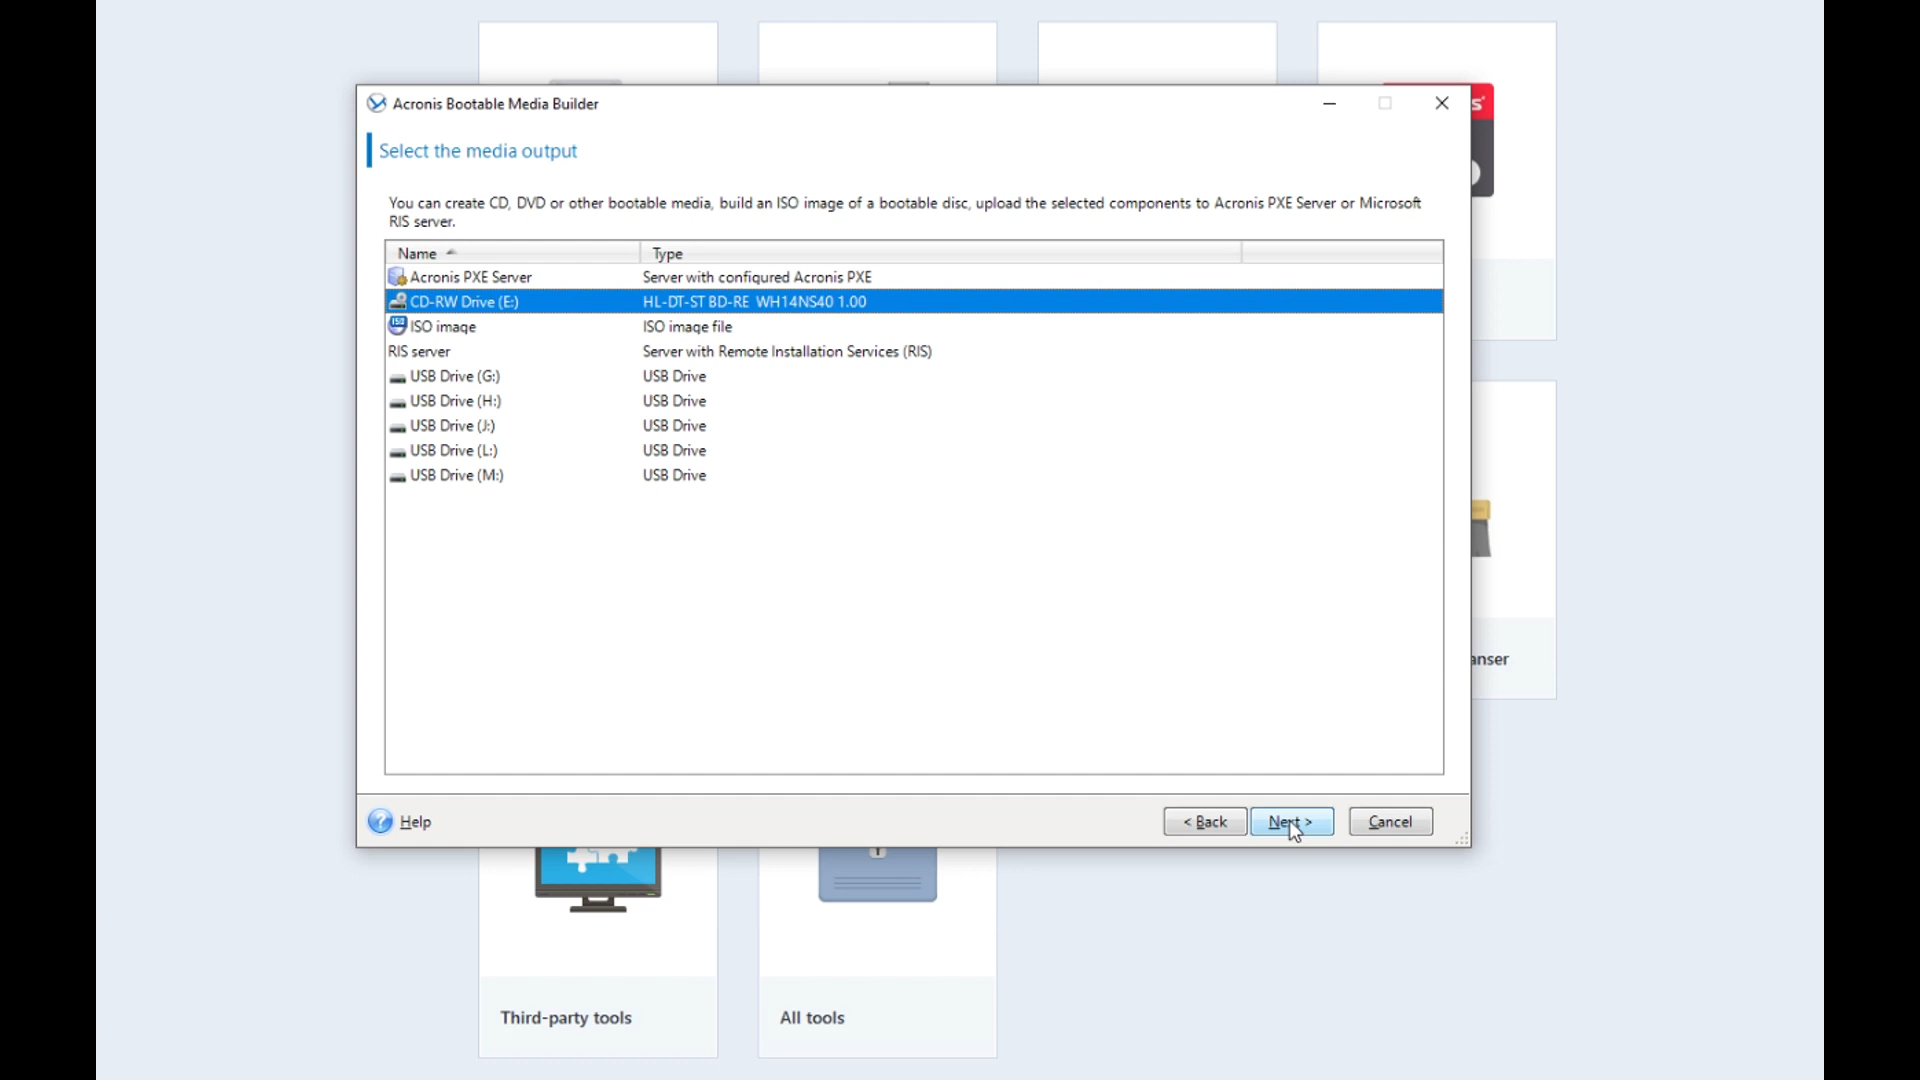 Acronis Bootable Media Builder
Select the media output
You can create CD, DVD or other bootable media, build an ISO image of a bootable disc, upload the selected components to Acronis PXE Server or Microsoft
RIS server.
Name Type
Acronis PXE Server Server with configured Acronis PXE
CD-RW Drive (E:) HL-DT-ST BD-RE WH14NS40 1.00
ISO image ISO image file
RIS server Server with Remote Installation Services (RIS)
USB Drive (G:) USB Drive
USB Drive (H:) USB Drive
USB Drive (J:) USB Drive
USB Drive (L:) USB Drive
USB Drive (M:) USB Drive
anser
Help < Back Next > Cancel
Third-party tools All tools